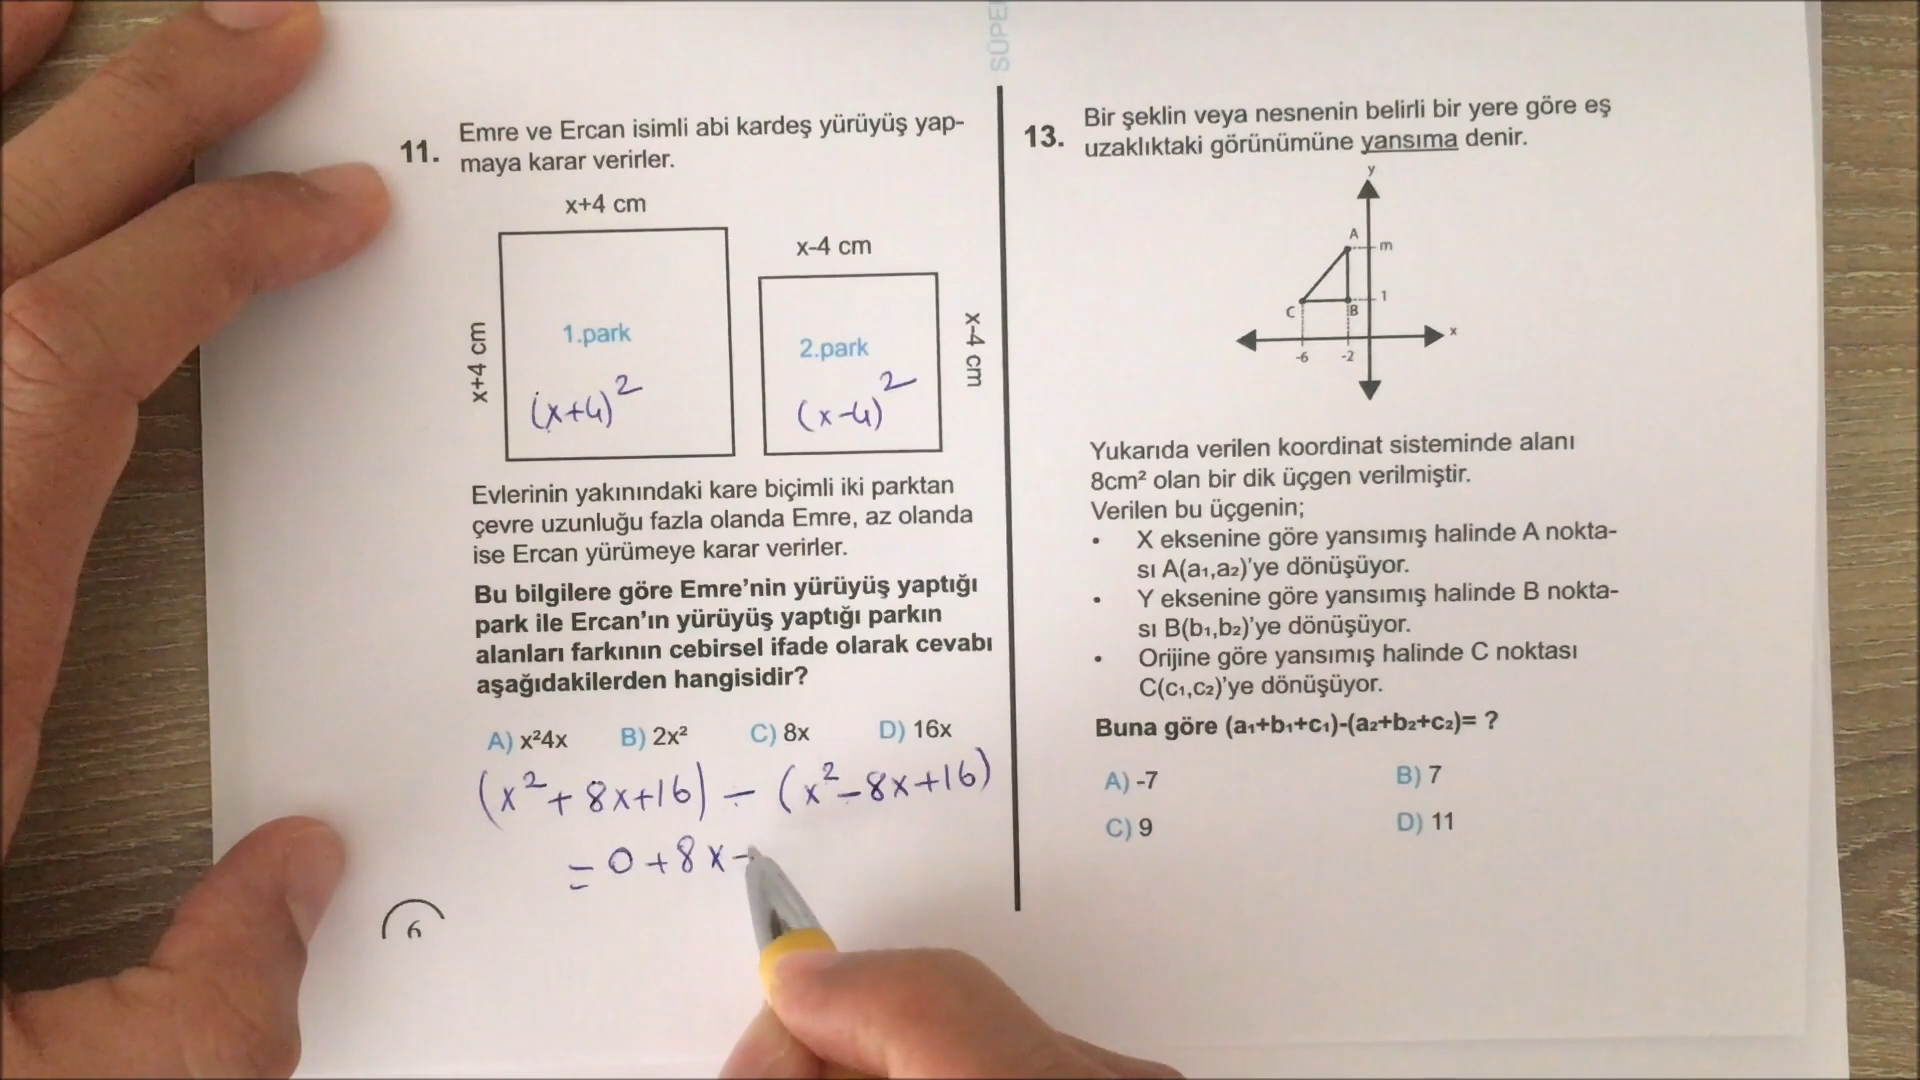 SÜPE
11.
Emre ve Ercan isimli abi kardeş yürüyüş yap-
maya karar verirler.
x+4 cm
x-4 cm
x+4 cm
1.park
(x+4)²
2.park
(x-4)²
x-4 cm
Evlerinin yakınındaki kare biçimli iki parktan
çevre uzunluğu fazla olanda Emre, az olanda
ise Ercan yürümeye karar verirler.
Bu bilgilere göre Emre'nin yürüyüş yaptığı
park ile Ercan'ın yürüyüş yaptığı parkın
alanları farkının cebirsel ifade olarak cevabı
aşağıdakilerden hangisidir?
A) x²4x B) 2x² C) 8x D) 16x
(x²+8x+16) - (x²-8x+16)
= 0+8x-
6
13.
Bir şeklin veya nesnenin belirli bir yere göre eş
uzaklıktaki görünümüne yansıma denir.
y
A
m
C
B
1
x
-6 -2
Yukarıda verilen koordinat sisteminde alanı
8cm² olan bir dik üçgen verilmiştir.
Verilen bu üçgenin;
• X eksenine göre yansımış halinde A nokta-
sı A(a₁,a₂)'ye dönüşüyor.
• Y eksenine göre yansımış halinde B nokta-
sı B(b₁,b₂)'ye dönüşüyor.
• Orijine göre yansımış halinde C noktası
C(c₁,c₂)'ye dönüşüyor.
Buna göre (a₁+b₁+c₁)-(a₂+b₂+c₂)= ?
A) -7 B) 7
C) 9 D) 11